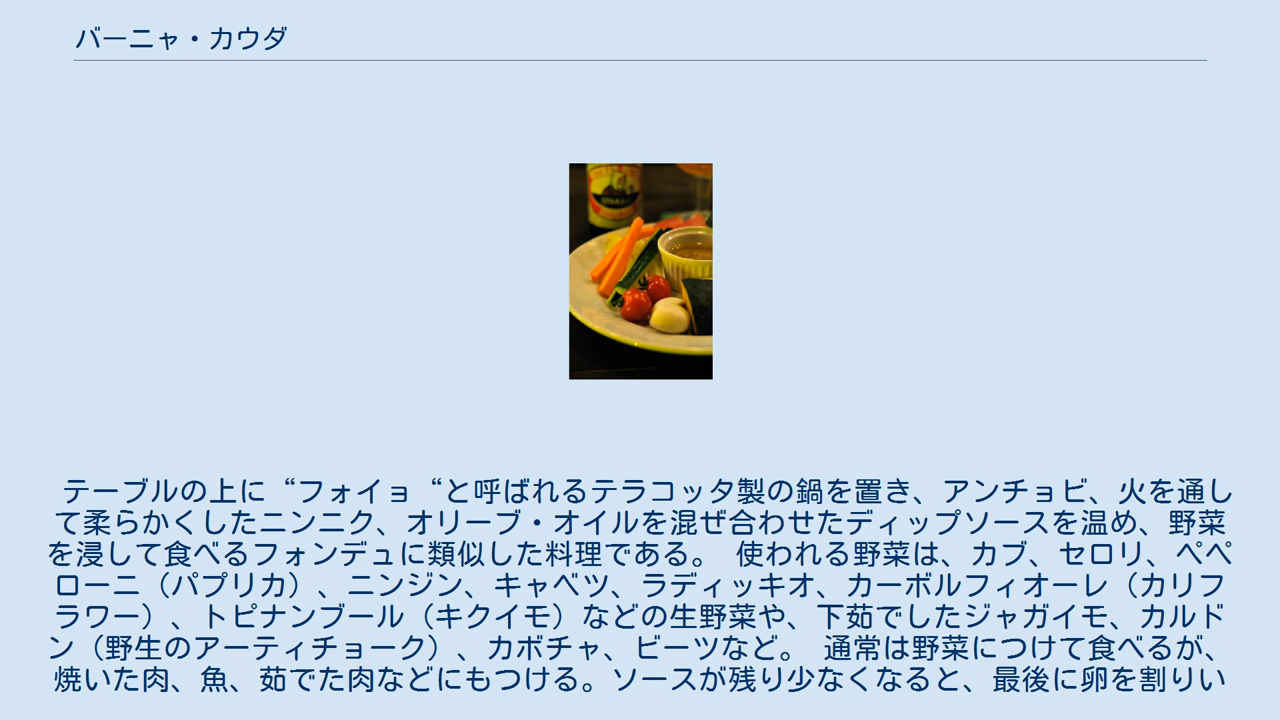 バーニャ・カウダ
テーブルの上に“フォイョ“と呼ばれるテラコッタ製の鍋を置き、アンチョビ、火を通し
て柔らかくしたニンニク、オリーブ・オイルを混ぜ合わせたディップソースを温め、野菜
を浸して食べるフォンデュに類似した料理である。 使われる野菜は、カブ、セロリ、ペペ
ローニ（パプリカ）、ニンジン、キャベツ、ラディッキオ、カーボルフィオーレ（カリフ
ラワー）、トピナンブール（キクイモ）などの生野菜や、下茹でしたジャガイモ、カルド
ン（野生のアーティチョーク）、カボチャ、ビーツなど。 通常は野菜につけて食べるが、
焼いた肉、魚、茹でた肉などにもつける。ソースが残り少なくなると、最後に卵を割りい